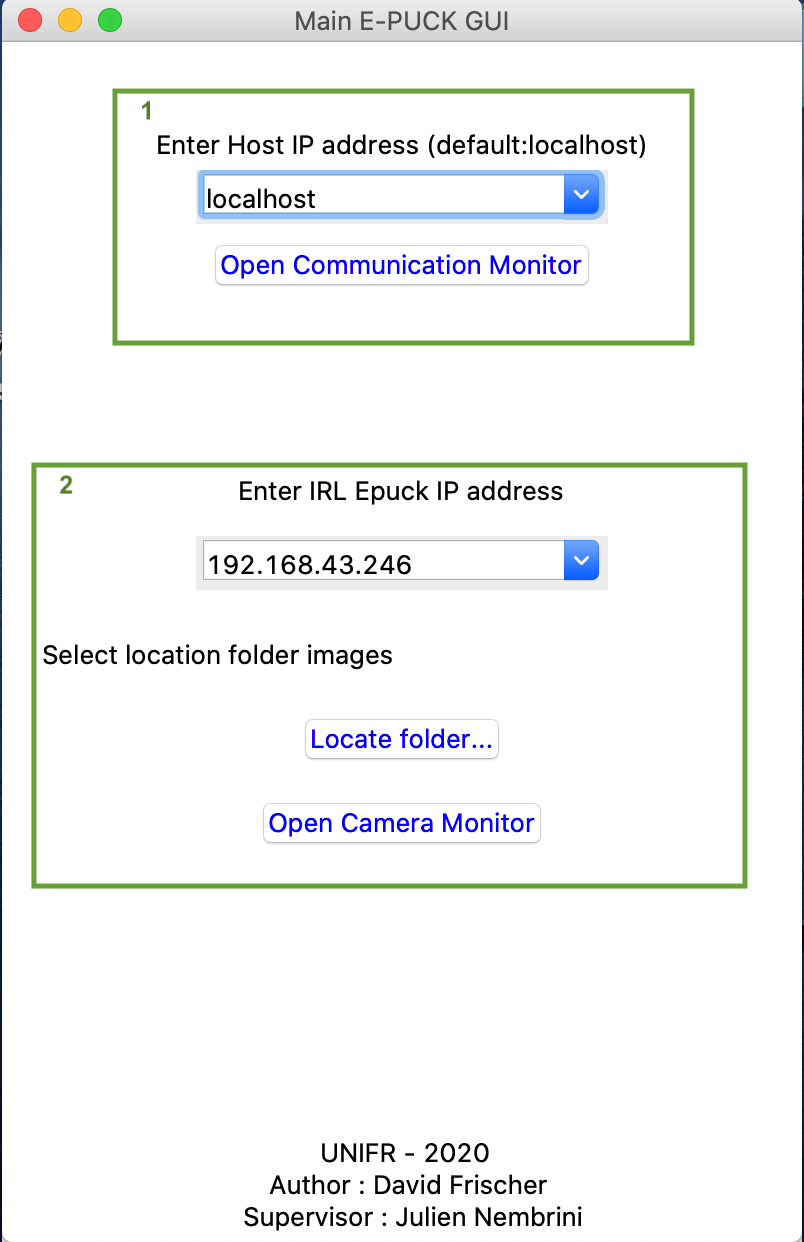 Main E-PUCK GUI
1
Enter Host IP address (default:localhost)
localhost
Open Communication Monitor
2
Enter IRL Epuck IP address
192.168.43.246
Select location folder images
Locate folder...
Open Camera Monitor
UNIFR - 2020
Author : David Frischer
Supervisor : Julien Nembrini